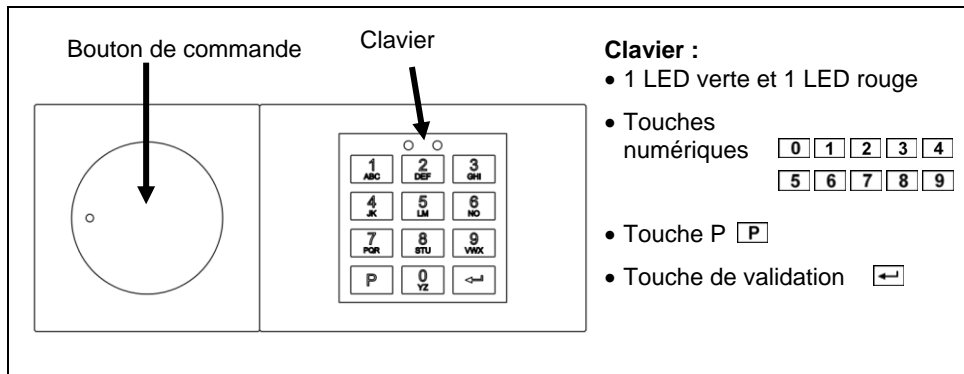 Bouton de commande
Clavier
1 2 3
ABC DEF GHI
4 5 6
JK LM NO
7 8 9
PQR STU VWX
P 0
YZ
Clavier :
• 1 LED verte et 1 LED rouge
• Touches
numériques 0 1 2 3 4
5 6 7 8 9
• Touche P P
• Touche de validation